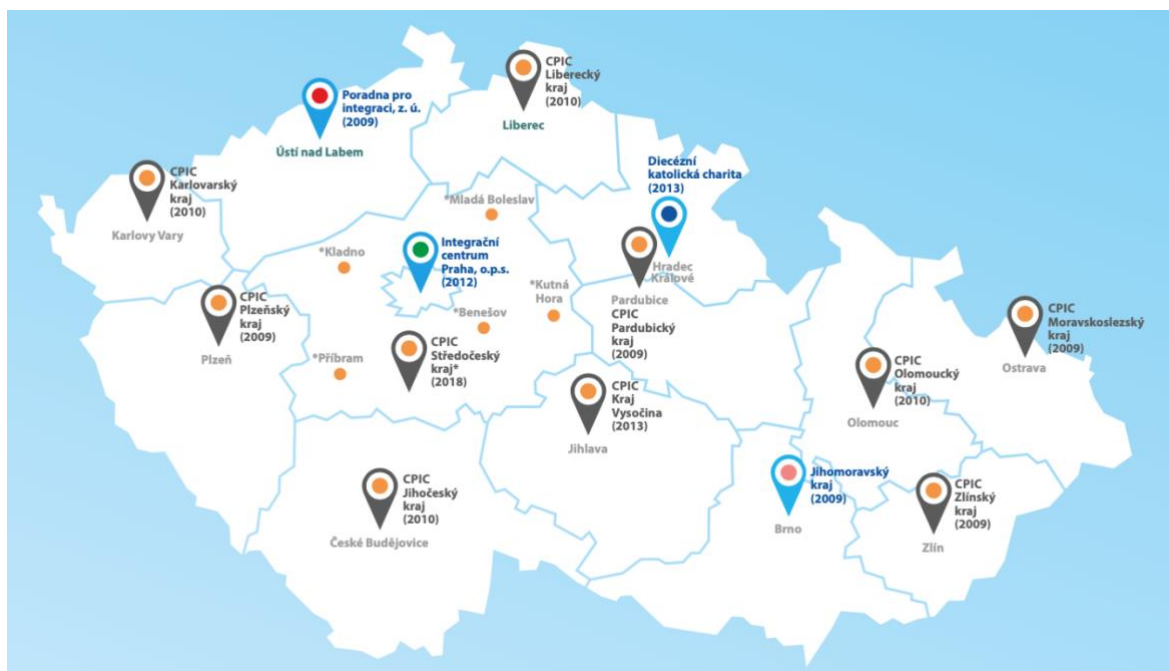 CPIC
Liberecký
kraj
(2010)
Liberec
Poradna pro
integraci, z. ú.
(2009)
Ústí nad Labem
CPIC
Karlovarský
kraj
(2010)
Karlovy Vary
Diecézní
katolická charita
(2013)
Hradec
Králové
*Mladá Boleslav
*Kladno
Integrační
centrum
Praha, o.p.s.
(2012)
*Kutná
Hora
*Benešov
*Příbram
CPIC
Středočeský
kraj*
(2018)
CPIC
Plzeňský
kraj
(2009)
Plzeň
Pardubice
CPIC
Pardubický
kraj
(2009)
CPIC
Moravskoslezský
kraj
(2009)
Ostrava
CPIC
Olomoucký
kraj
(2010)
Olomouc
CPIC
Kraj
Vysočina
(2013)
Jihlava
CPIC
Jihočeský
kraj
(2010)
České Budějovice
Jihomoravský
kraj
(2009)
Brno
CPIC
Zlínský
kraj
(2009)
Zlín